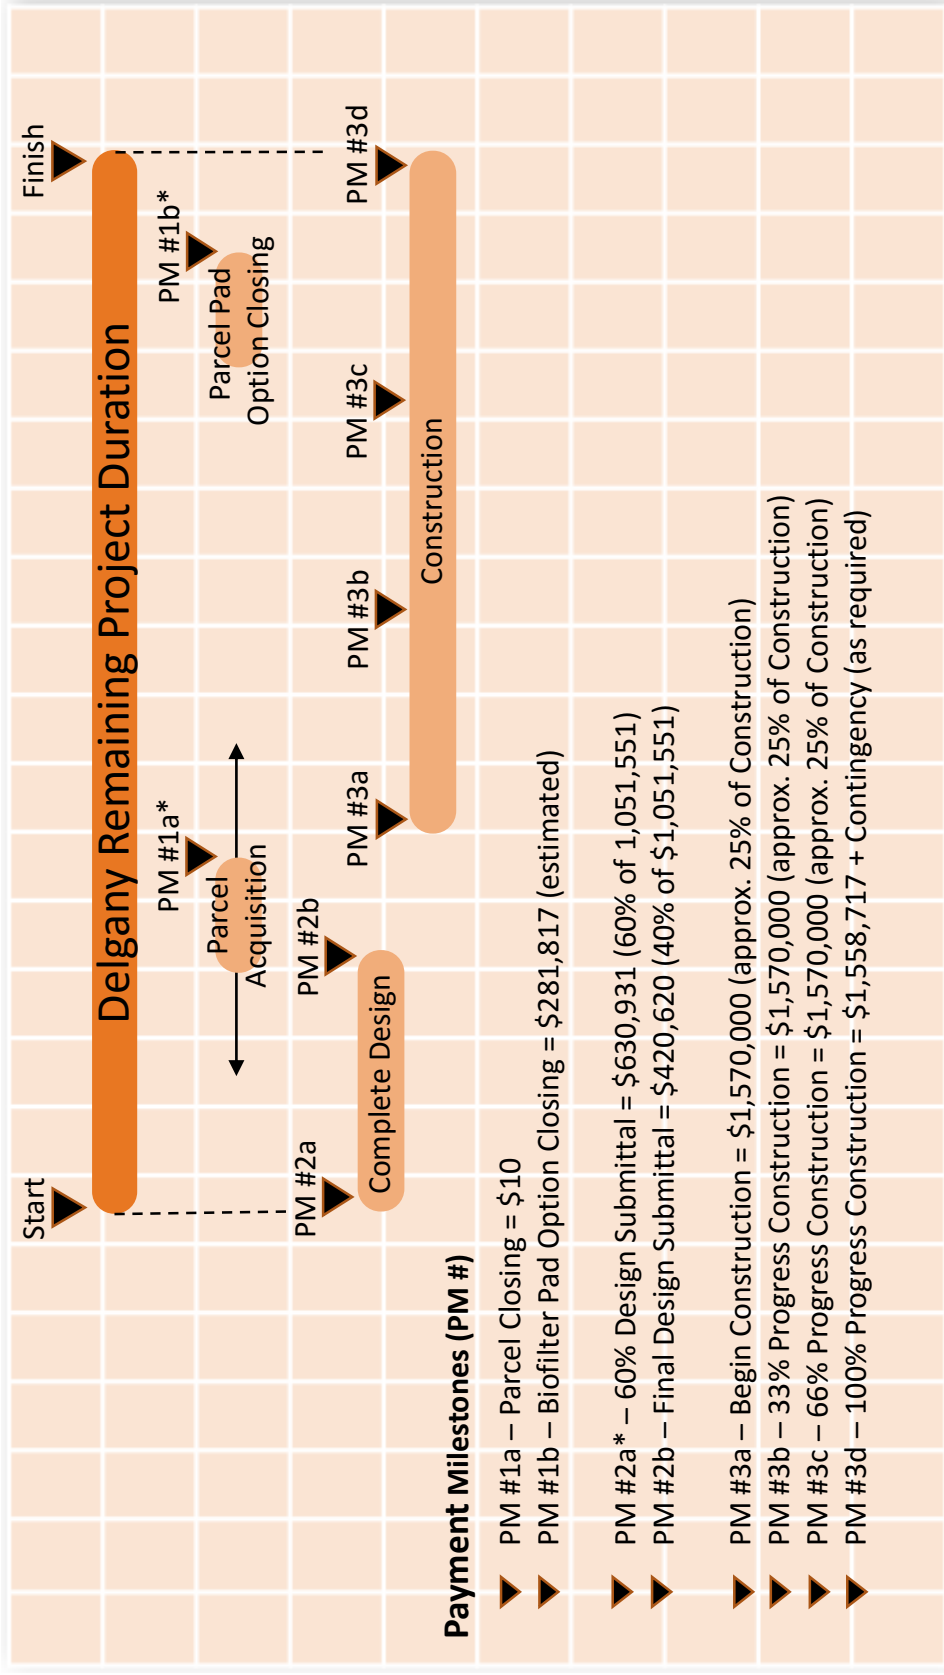 Start
Finish
Delgany Remaining Project Duration
PM #1a*
PM #1b*
Parcel
Acquisition
Parcel Pad
Option Closing
PM #2a
PM #2b
Complete Design
PM #3a
PM #3b
PM #3c
PM #3d
Construction
Payment Milestones (PM #)
PM #1a – Parcel Closing = $10
PM #1b – Biofilter Pad Option Closing = $281,817 (estimated)
PM #2a* – 60% Design Submittal = $630,931 (60% of 1,051,551)
PM #2b – Final Design Submittal = $420,620 (40% of $1,051,551)
PM #3a – Begin Construction = $1,570,000 (approx. 25% of Construction)
PM #3b – 33% Progress Construction = $1,570,000 (approx. 25% of Construction)
PM #3c – 66% Progress Construction = $1,570,000 (approx. 25% of Construction)
PM #3d – 100% Progress Construction = $1,558,717 + Contingency (as required)